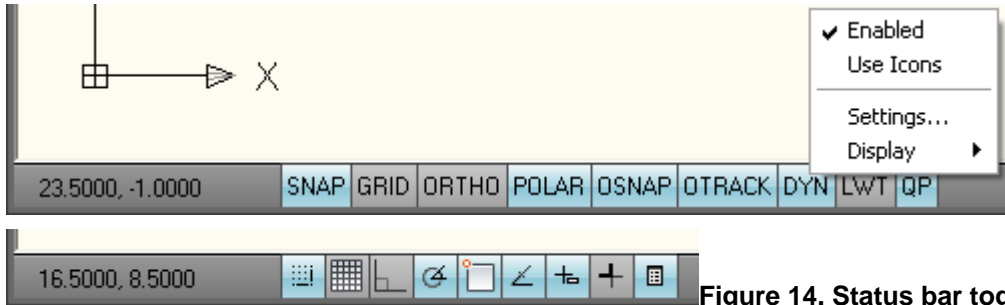 Enabled
Use Icons
X
Settings...
Display
23.5000, -1.0000 SNAP GRID ORTHO POLAR OSNAP OTRACK DYN LWT QP
16.5000, 8.5000
Figure 14. Status bar